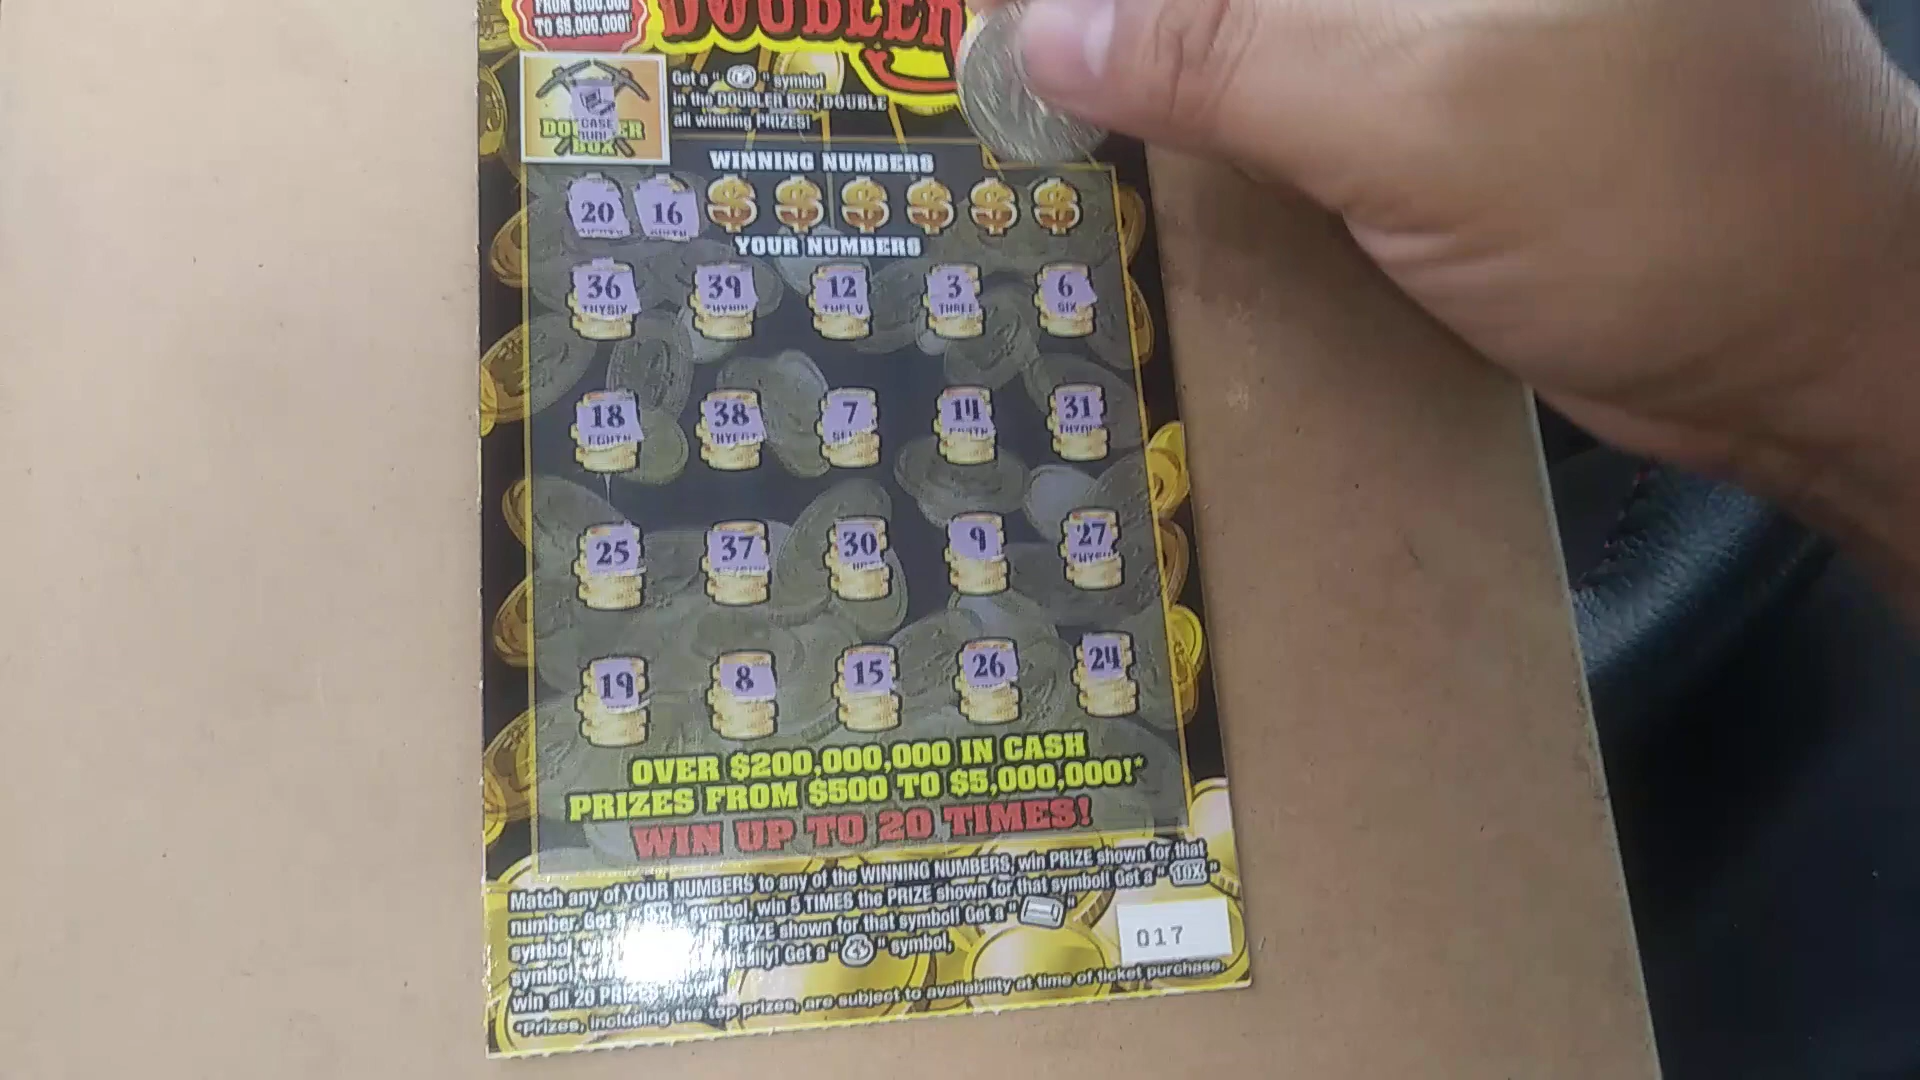 FROM $100,000
TO $5,000,000!
DOUBLER
Get a " " symbol
in the DOUBLER BOX, DOUBLE
all winning PRIZES!
CASE
BOX
WINNING NUMBERS
20 16
YOUR NUMBERS
36 39 12 3 6
THYSIX THREE SIX
18 38 7 14 31
25 37 30 9 27
19 8 15 26 24
OVER $200,000,000 IN CASH
PRIZES FROM $500 TO $5,000,000!*
WIN UP TO 20 TIMES!
Match any of YOUR NUMBERS to any of the WINNING NUMBERS, win PRIZE shown for that
number. Get a " symbol, win 5 TIMES the PRIZE shown for that symbol! Get a "10X"
symbol, PRIZE shown for that symbol! Get a " "
symbol, Get a " " symbol,
win all 20 PRIZES shown!
*Prizes, including the top prizes, are subject to availability at time of ticket purchase.
017